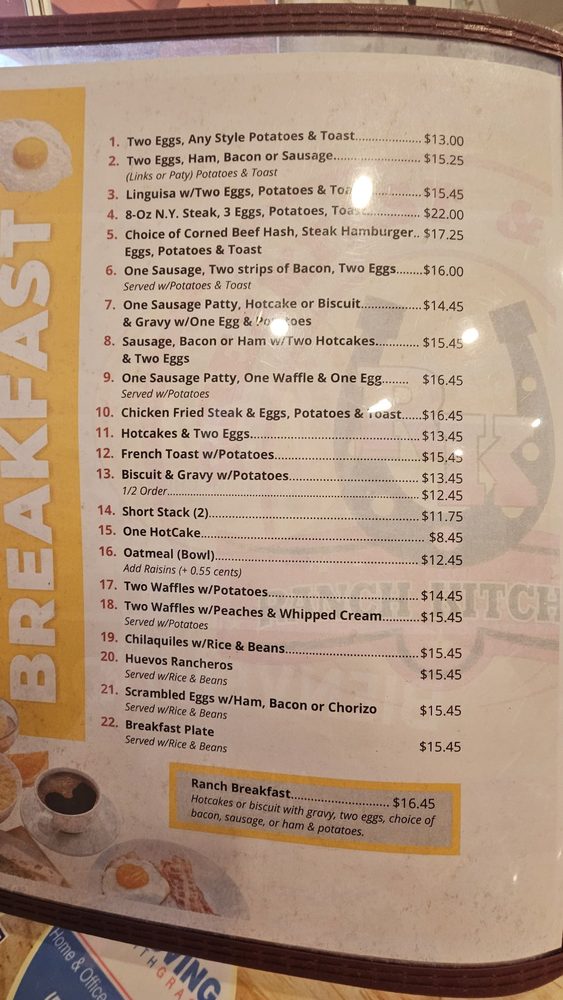 BREAKFAST
1. Two Eggs, Any Style Potatoes & Toast..................... $13.00
2. Two Eggs, Ham, Bacon or Sausage............................ $15.25
(Links or Paty) Potatoes & Toast
3. Linguisa w/Two Eggs, Potatoes & ..................... $15.45
4. 8-Oz N.Y. Steak, 3 Eggs, Potatoes, ................. $22.00
5. Choice of Corned Beef Hash, Steak Hamburger.. $17.25
Eggs, Potatoes & Toast
6. One Sausage, Two strips of Bacon, Two Eggs.......$16.00
Served w/Potatoes & Toast
7. One Sausage Patty, Hotcake or Biscuit...................$14.45
& Gravy w/One Egg & Potatoes
8. Sausage, Bacon or Ham w/Two Hotcakes............. $15.45
& Two Eggs
9. One Sausage Patty, One Waffle & One Egg....... $16.45
Served w/Potatoes
10. Chicken Fried Steak & Eggs, Potatoes & Toast......$16.45
11. Hotcakes & Two Eggs................................................$13.45
12. French Toast w/Potatoes..........................................$15.45
13. Biscuit & Gravy w/Potatoes......................................$13.45
1/2 Order.............................................................$12.45
14. Short Stack (2)..........................................................$11.75
15. One HotCake............................................................. $8.45
16. Oatmeal (Bowl).........................................................$12.45
Add Raisins (+ 0.55 cents)
17. Two Waffles w/Potatoes...........................................$14.45
18. Two Waffles w/Peaches & Whipped Cream..........$15.45
Served w/Potatoes
19. Chilaquiles w/Rice & Beans......................................$15.45
20. Huevos Rancheros $15.45
Served w/Rice & Beans
21. Scrambled Eggs w/Ham, Bacon or Chorizo $15.45
Served w/Rice & Beans
22. Breakfast Plate $15.45
Served w/Rice & Beans
Ranch Breakfast............................. $16.45
Hotcakes or biscuit with gravy, two eggs, choice of
bacon, sausage, or ham & potatoes.
Home & Office